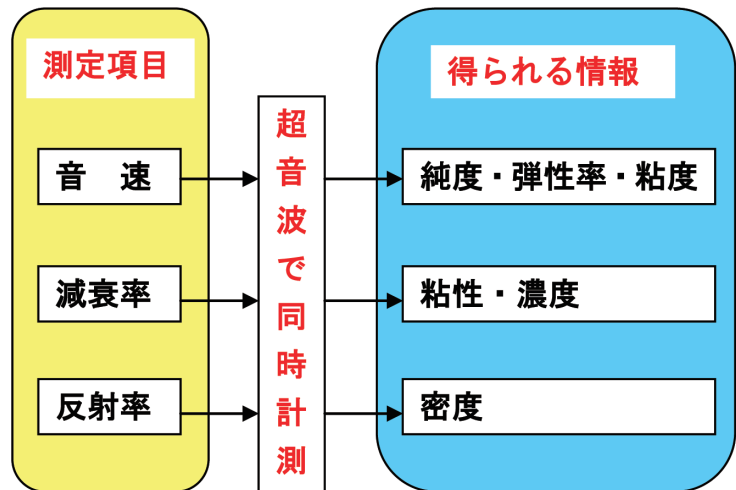 測定項目
音　速
減衰率
反射率
超音波で同時計測
得られる情報
純度・弾性率・粘度
粘性・濃度
密度